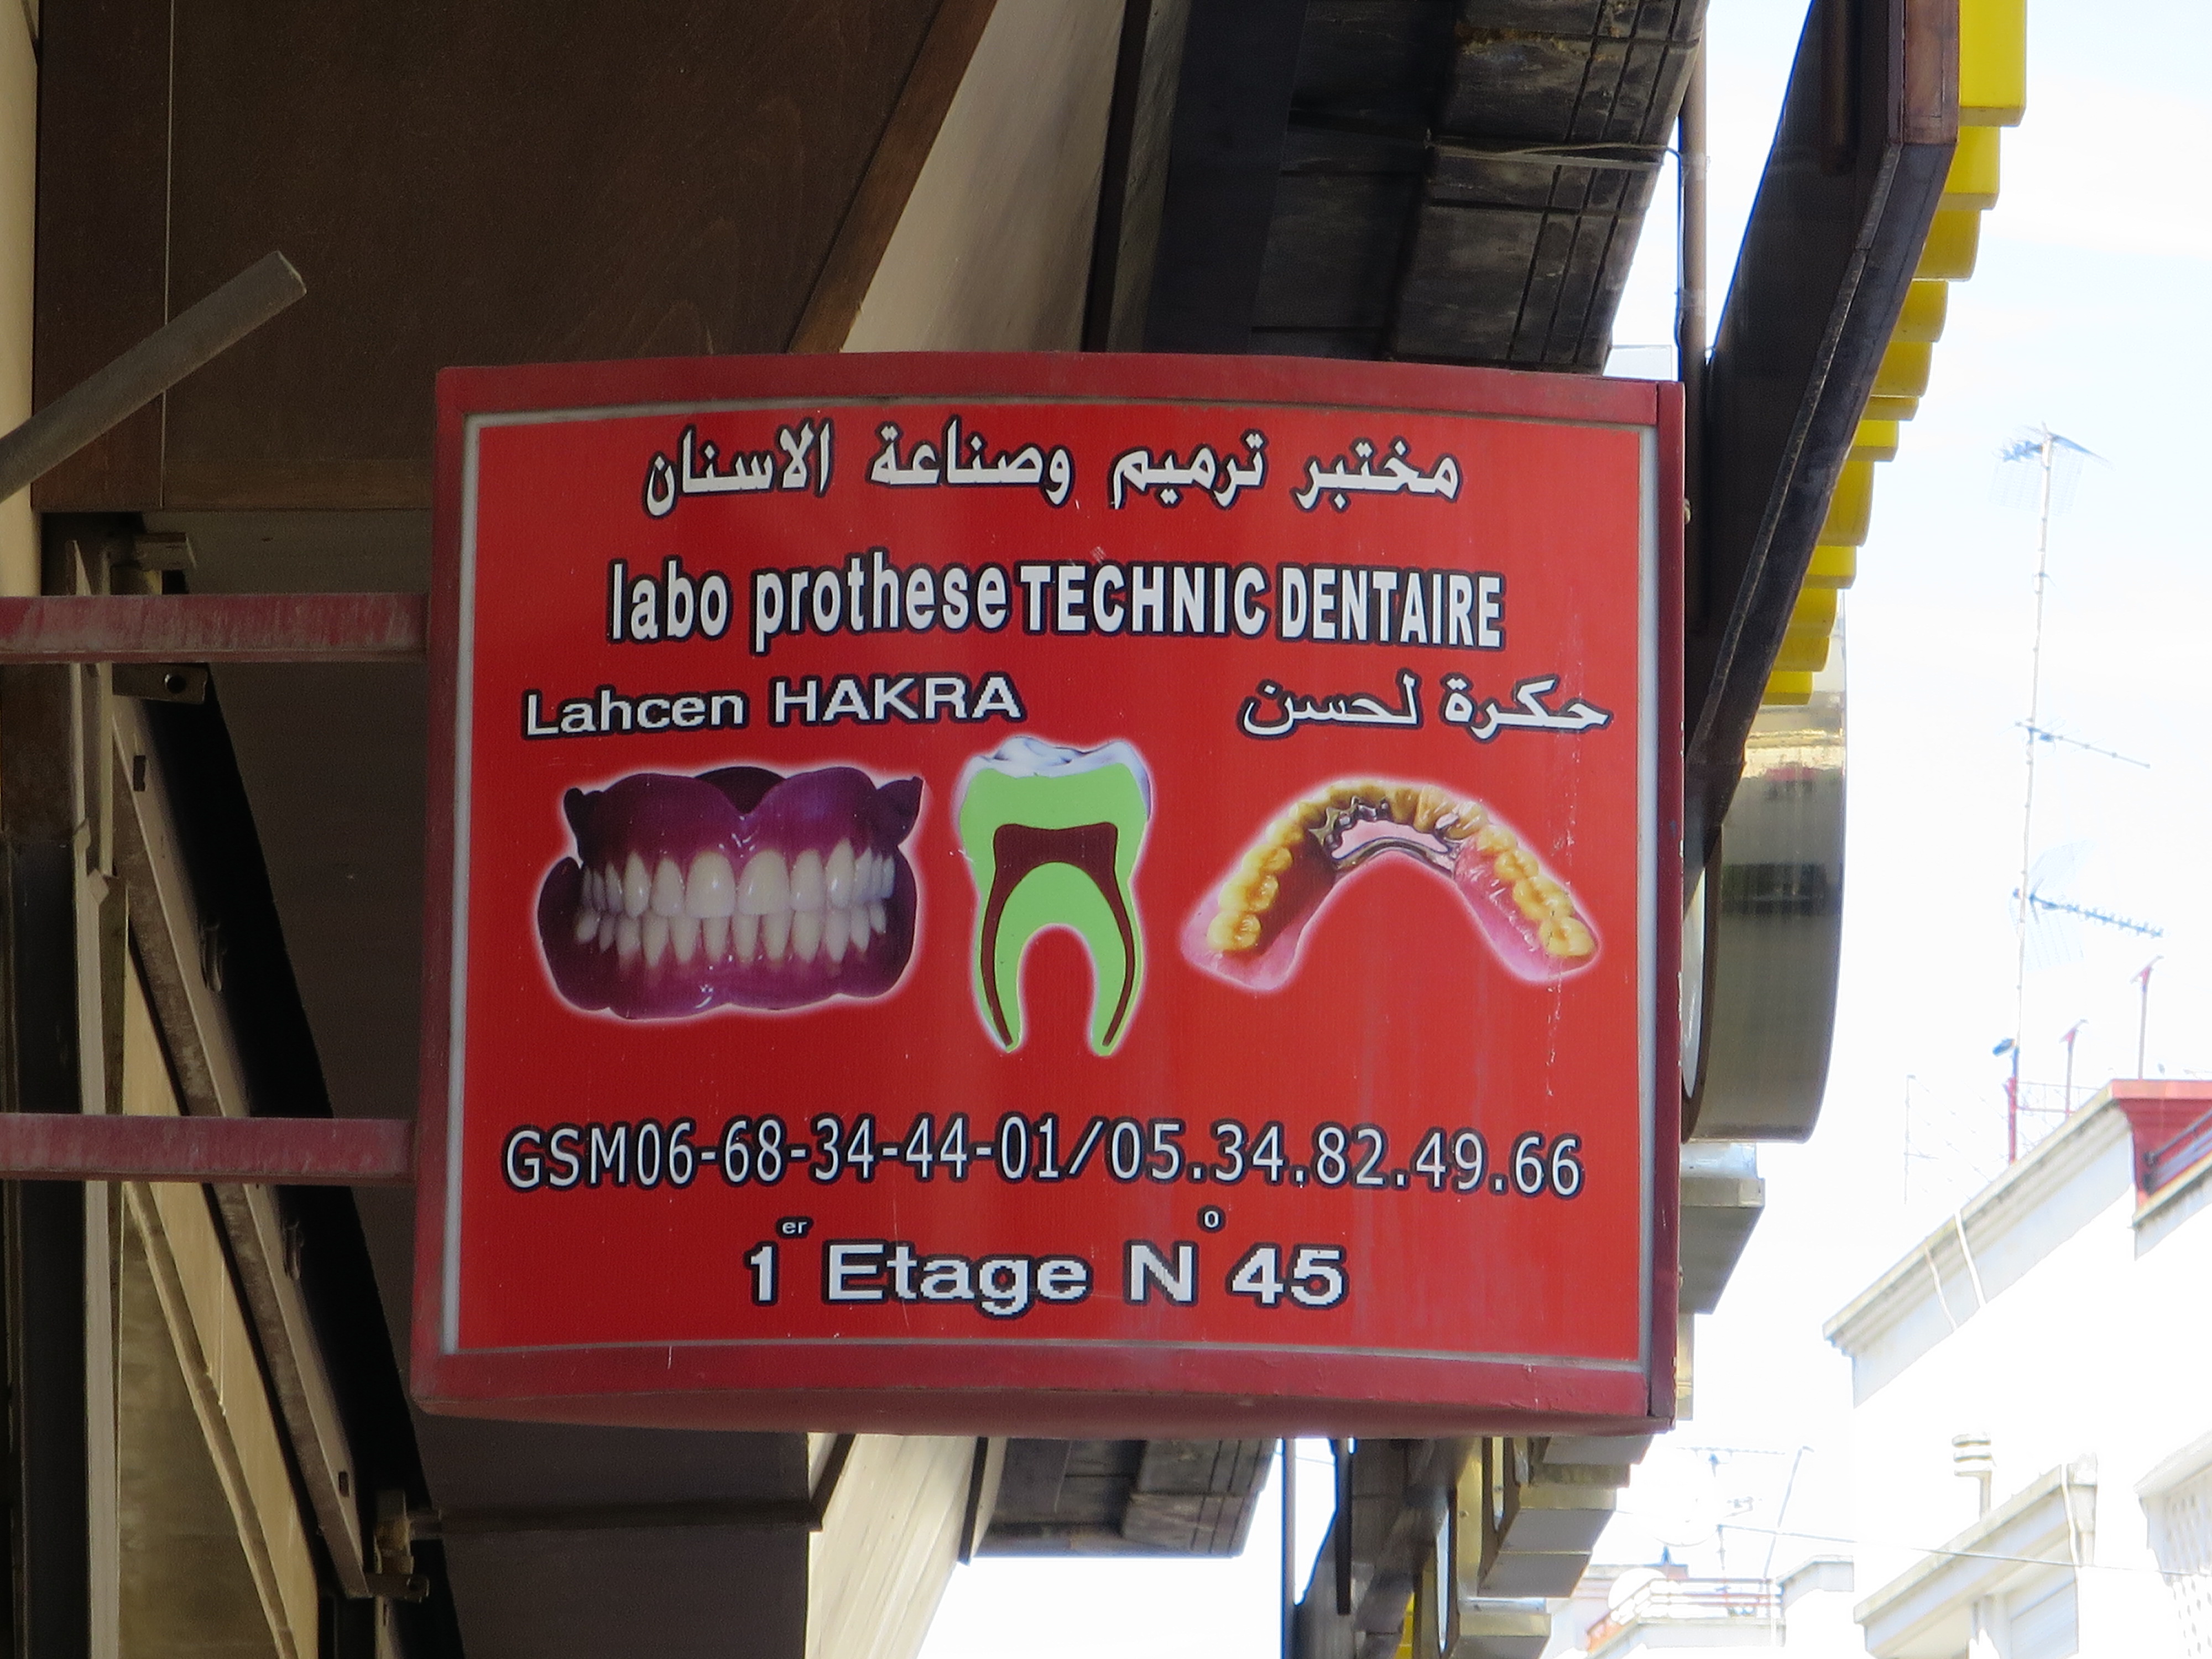 مختبر ترميم وصناعة الاسنان
labo prothese TECHNIC DENTAIRE
Lahcen HAKRA حكرة لحسن
GSM06-68-34-44-01/05.34.82.49.66
1er Etage N° 45